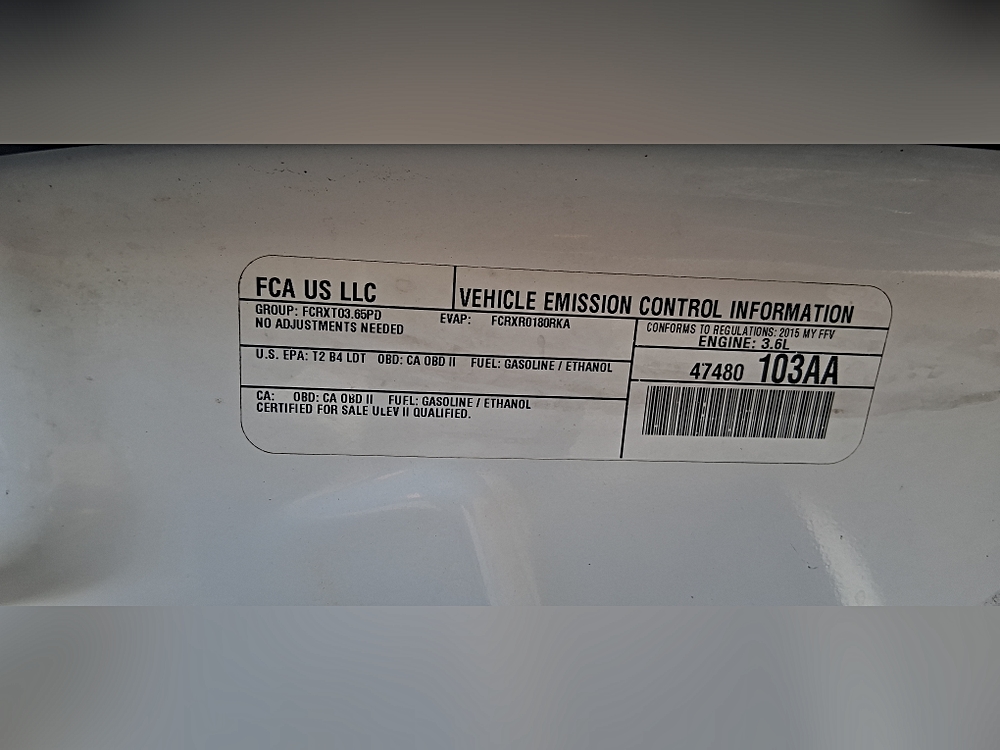 FCA US LLC
VEHICLE EMISSION CONTROL INFORMATION
GROUP: FCRXT03.65PD EVAP: FCRXR0180RKA
NO ADJUSTMENTS NEEDED
CONFORMS TO REGULATIONS: 2015 MY FFV
ENGINE: 3.6L
U.S. EPA: T2 B4 LDT OBD: CA OBD II FUEL: GASOLINE / ETHANOL
47480 103AA
CA: OBD: CA OBD II FUEL: GASOLINE / ETHANOL
CERTIFIED FOR SALE ULEV II QUALIFIED.